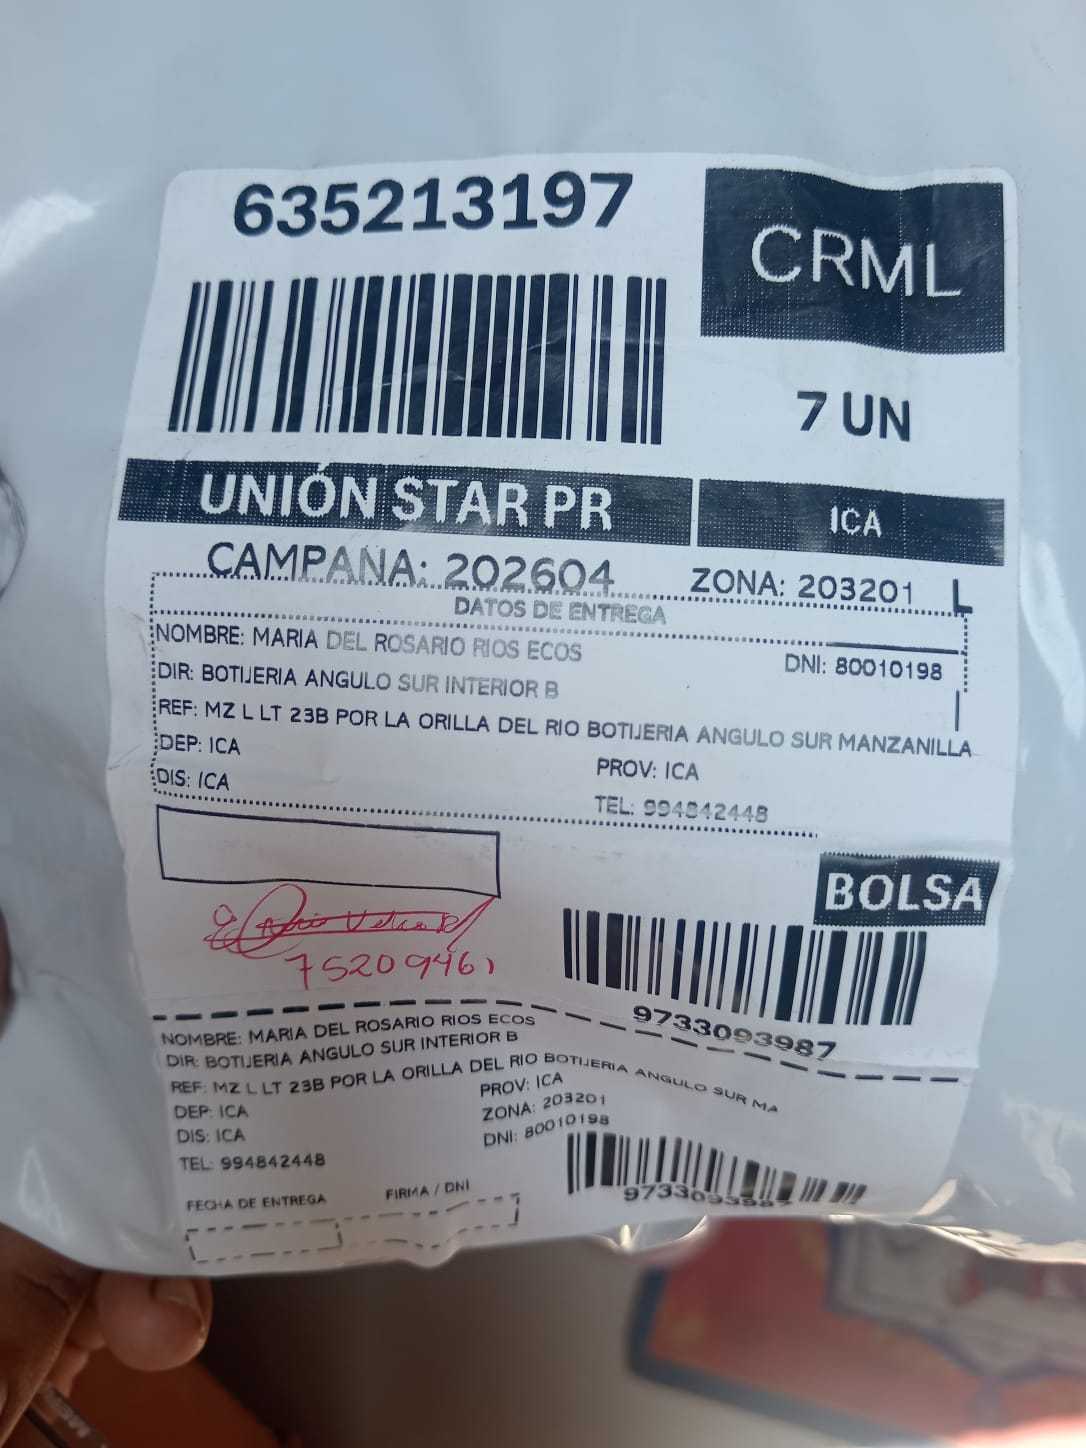 635213197
CRML
7 UN
UNIÓN STAR PR
ICA
CAMPAÑA: 202604
ZONA: 203201
L
DATOS DE ENTREGA
NOMBRE: MARIA DEL ROSARIO RIOS ECOS
DNI: 80010198
DIR: BOTIJERIA ANGULO SUR INTERIOR B
REF: MZ L LT 23B POR LA ORILLA DEL RIO BOTIJERIA ANGULO SUR MANZANILLA
DEP: ICA
PROV: ICA
DIS: ICA
TEL: 994842448
BOLSA
75209461
9733093987
NOMBRE: MARIA DEL ROSARIO RIOS ECOS
DIR: BOTIJERIA ANGULO SUR INTERIOR B
REF: MZ L LT 23B POR LA ORILLA DEL RIO BOTIJERIA ANGULO SUR MA
DEP: ICA
PROV: ICA
DIS: ICA
ZONA: 203201
TEL: 994842448
DNI: 80010198
9733093987
FECHA DE ENTREGA
FIRMA / DNI